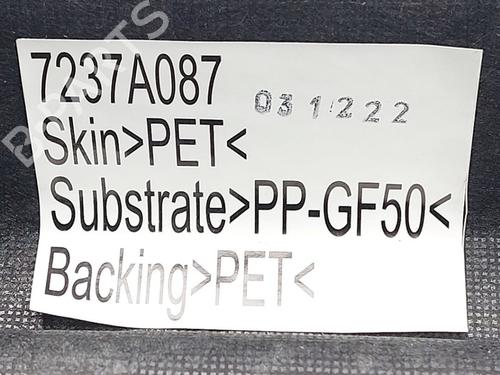 7237A087 031222
Skin>PET<
Substrate>PP-GF50<
Backing>PET<